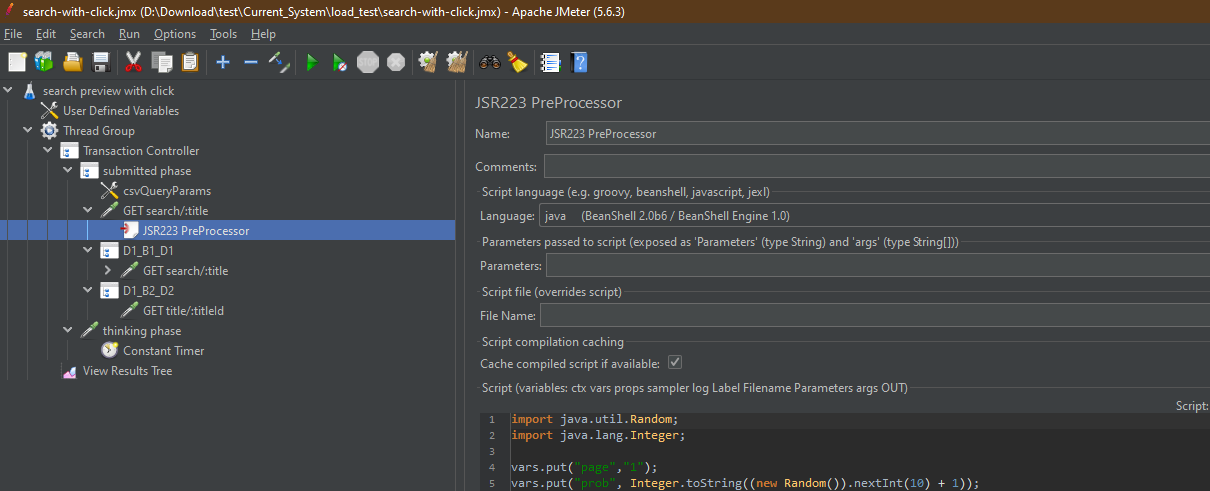 search-with-click.jmx (D:\Download\test\Current_System\load_test\search-with-click.jmx) - Apache JMeter (5.6.3)
File Edit Search Run Options Tools Help
STOP
search preview with click
User Defined Variables
Thread Group
Transaction Controller
submitted phase
csvQueryParams
GET search/:title
JSR223 PreProcessor
D1_B1_D1
GET search/:title
D1_B2_D2
GET title/:titleId
thinking phase
Constant Timer
View Results Tree
JSR223 PreProcessor
Name: JSR223 PreProcessor
Comments:
Script language (e.g. groovy, beanshell, javascript, jexl)
Language: java (BeanShell 2.0b6 / BeanShell Engine 1.0)
Parameters passed to script (exposed as 'Parameters' (type String) and 'args' (type String[]))
Parameters:
Script file (overrides script)
File Name:
Script compilation caching
Cache compiled script if available:
Script (variables: ctx vars props sampler log Label Filename Parameters args OUT)
Script:
1 import java.util.Random;
2 import java.lang.Integer;
3
4 vars.put("page","1");
5 vars.put("prob", Integer.toString((new Random()).nextInt(10) + 1));